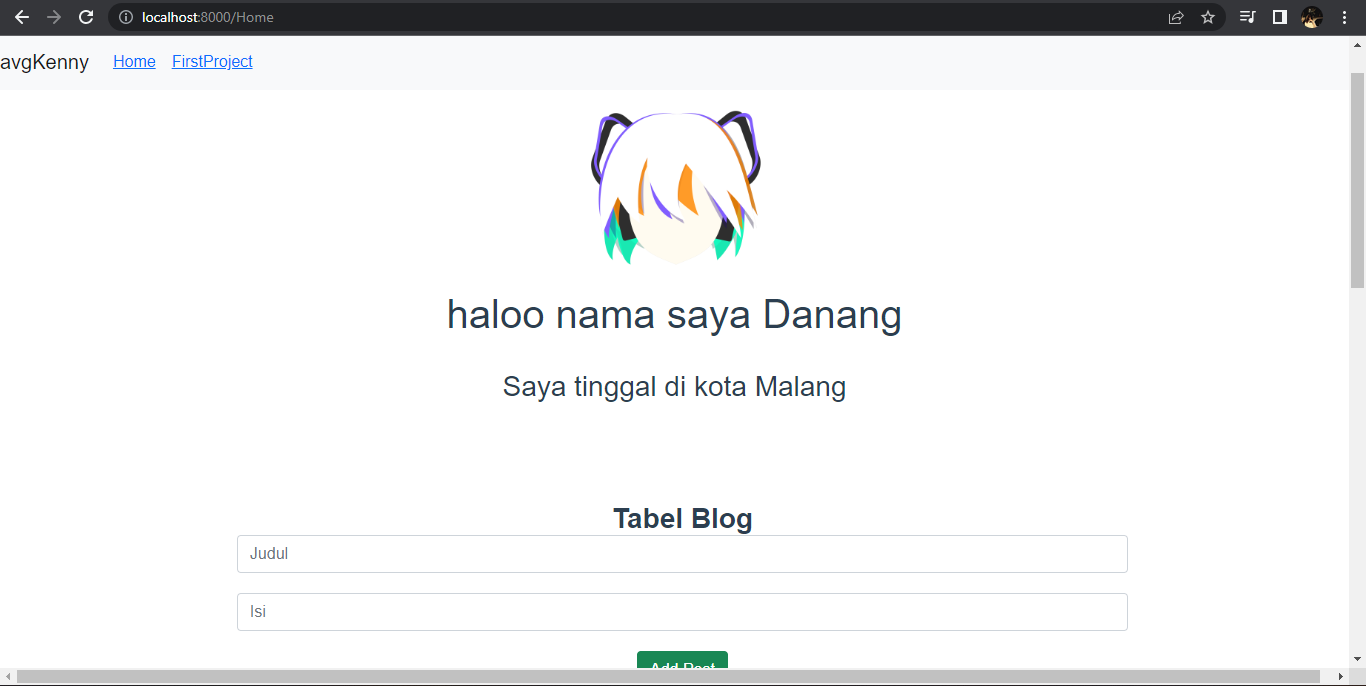 localhost:8000/Home
avgKenny Home FirstProject
haloo nama saya Danang
Saya tinggal di kota Malang
Tabel Blog
Judul
Isi
Add Post